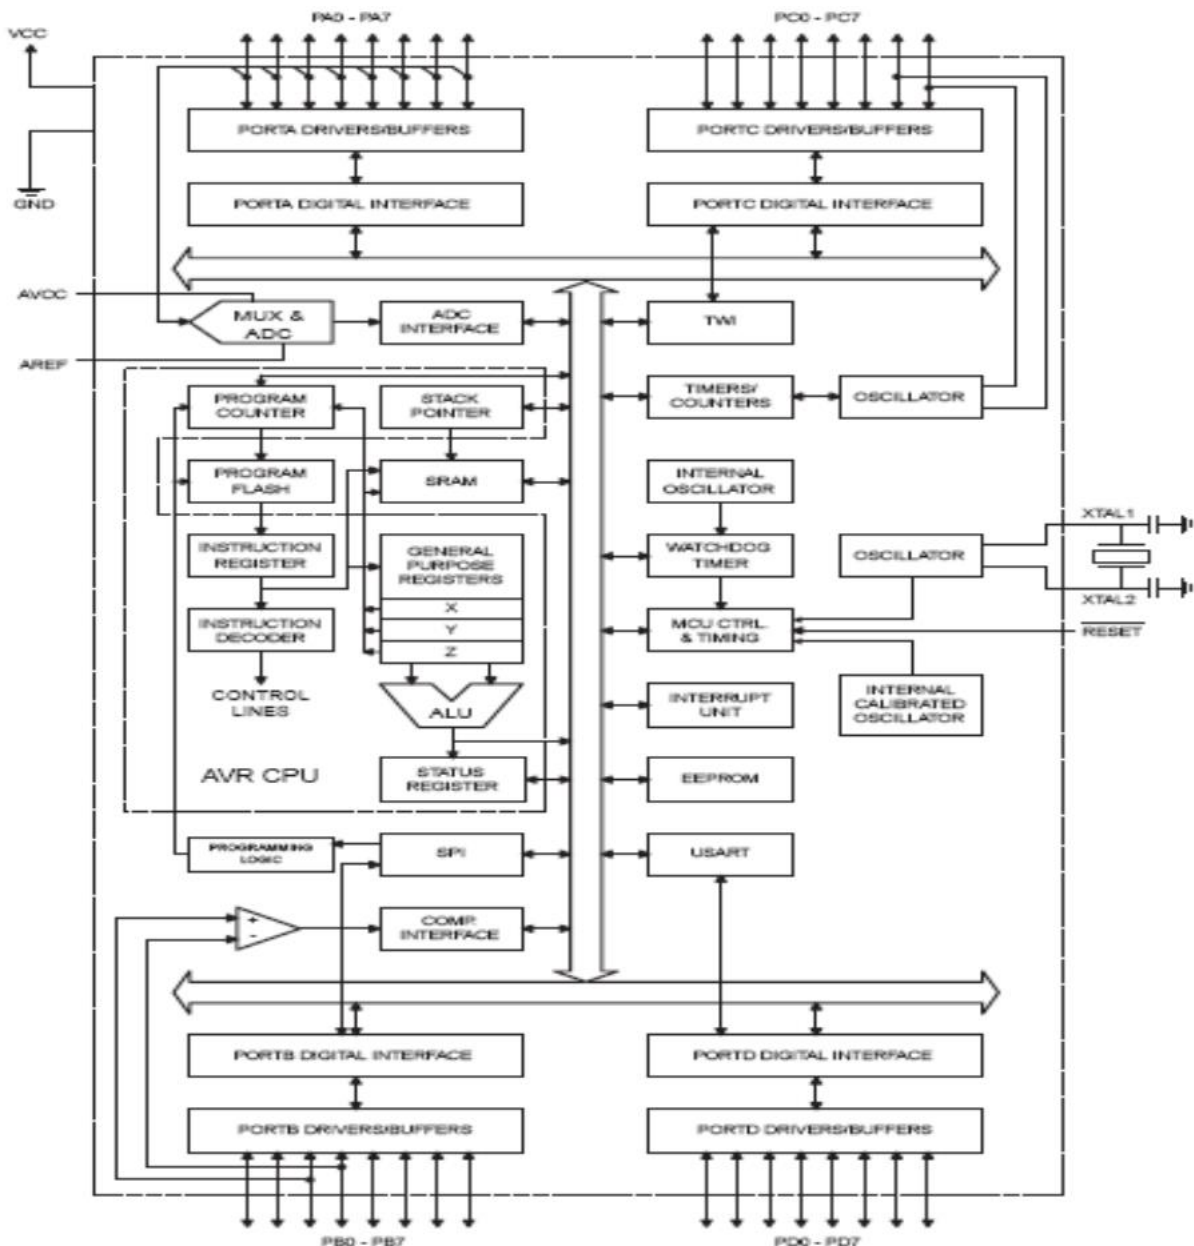 PA0 - PA7
PC0 - PC7
VCC
PORTA DRIVERS/BUFFERS
PORTC DRIVERS/BUFFERS
GND
PORTA DIGITAL INTERFACE
PORTC DIGITAL INTERFACE
AVCC
MUX &
ADC
ADC
INTERFACE
TWI
AREF
PROGRAM
COUNTER
STACK
POINTER
TIMERS/
COUNTERS
OSCILLATOR
PROGRAM
FLASH
SRAM
INTERNAL
OSCILLATOR
XTAL1
INSTRUCTION
REGISTER
GENERAL
PURPOSE
REGISTERS
WATCHDOG
TIMER
OSCILLATOR
XTAL2
X
INSTRUCTION
DECODER
Y
MCU CTRL.
& TIMING
RESET
Z
CONTROL
LINES
ALU
INTERRUPT
UNIT
INTERNAL
CALIBRATED
OSCILLATOR
AVR CPU
STATUS
REGISTER
EEPROM
PROGRAMMING
LOGIC
SPI
USART
+
-
COMP.
INTERFACE
PORTB DIGITAL INTERFACE
PORTD DIGITAL INTERFACE
PORTB DRIVERS/BUFFERS
PORTD DRIVERS/BUFFERS
PB0 - PB7
PD0 - PD7